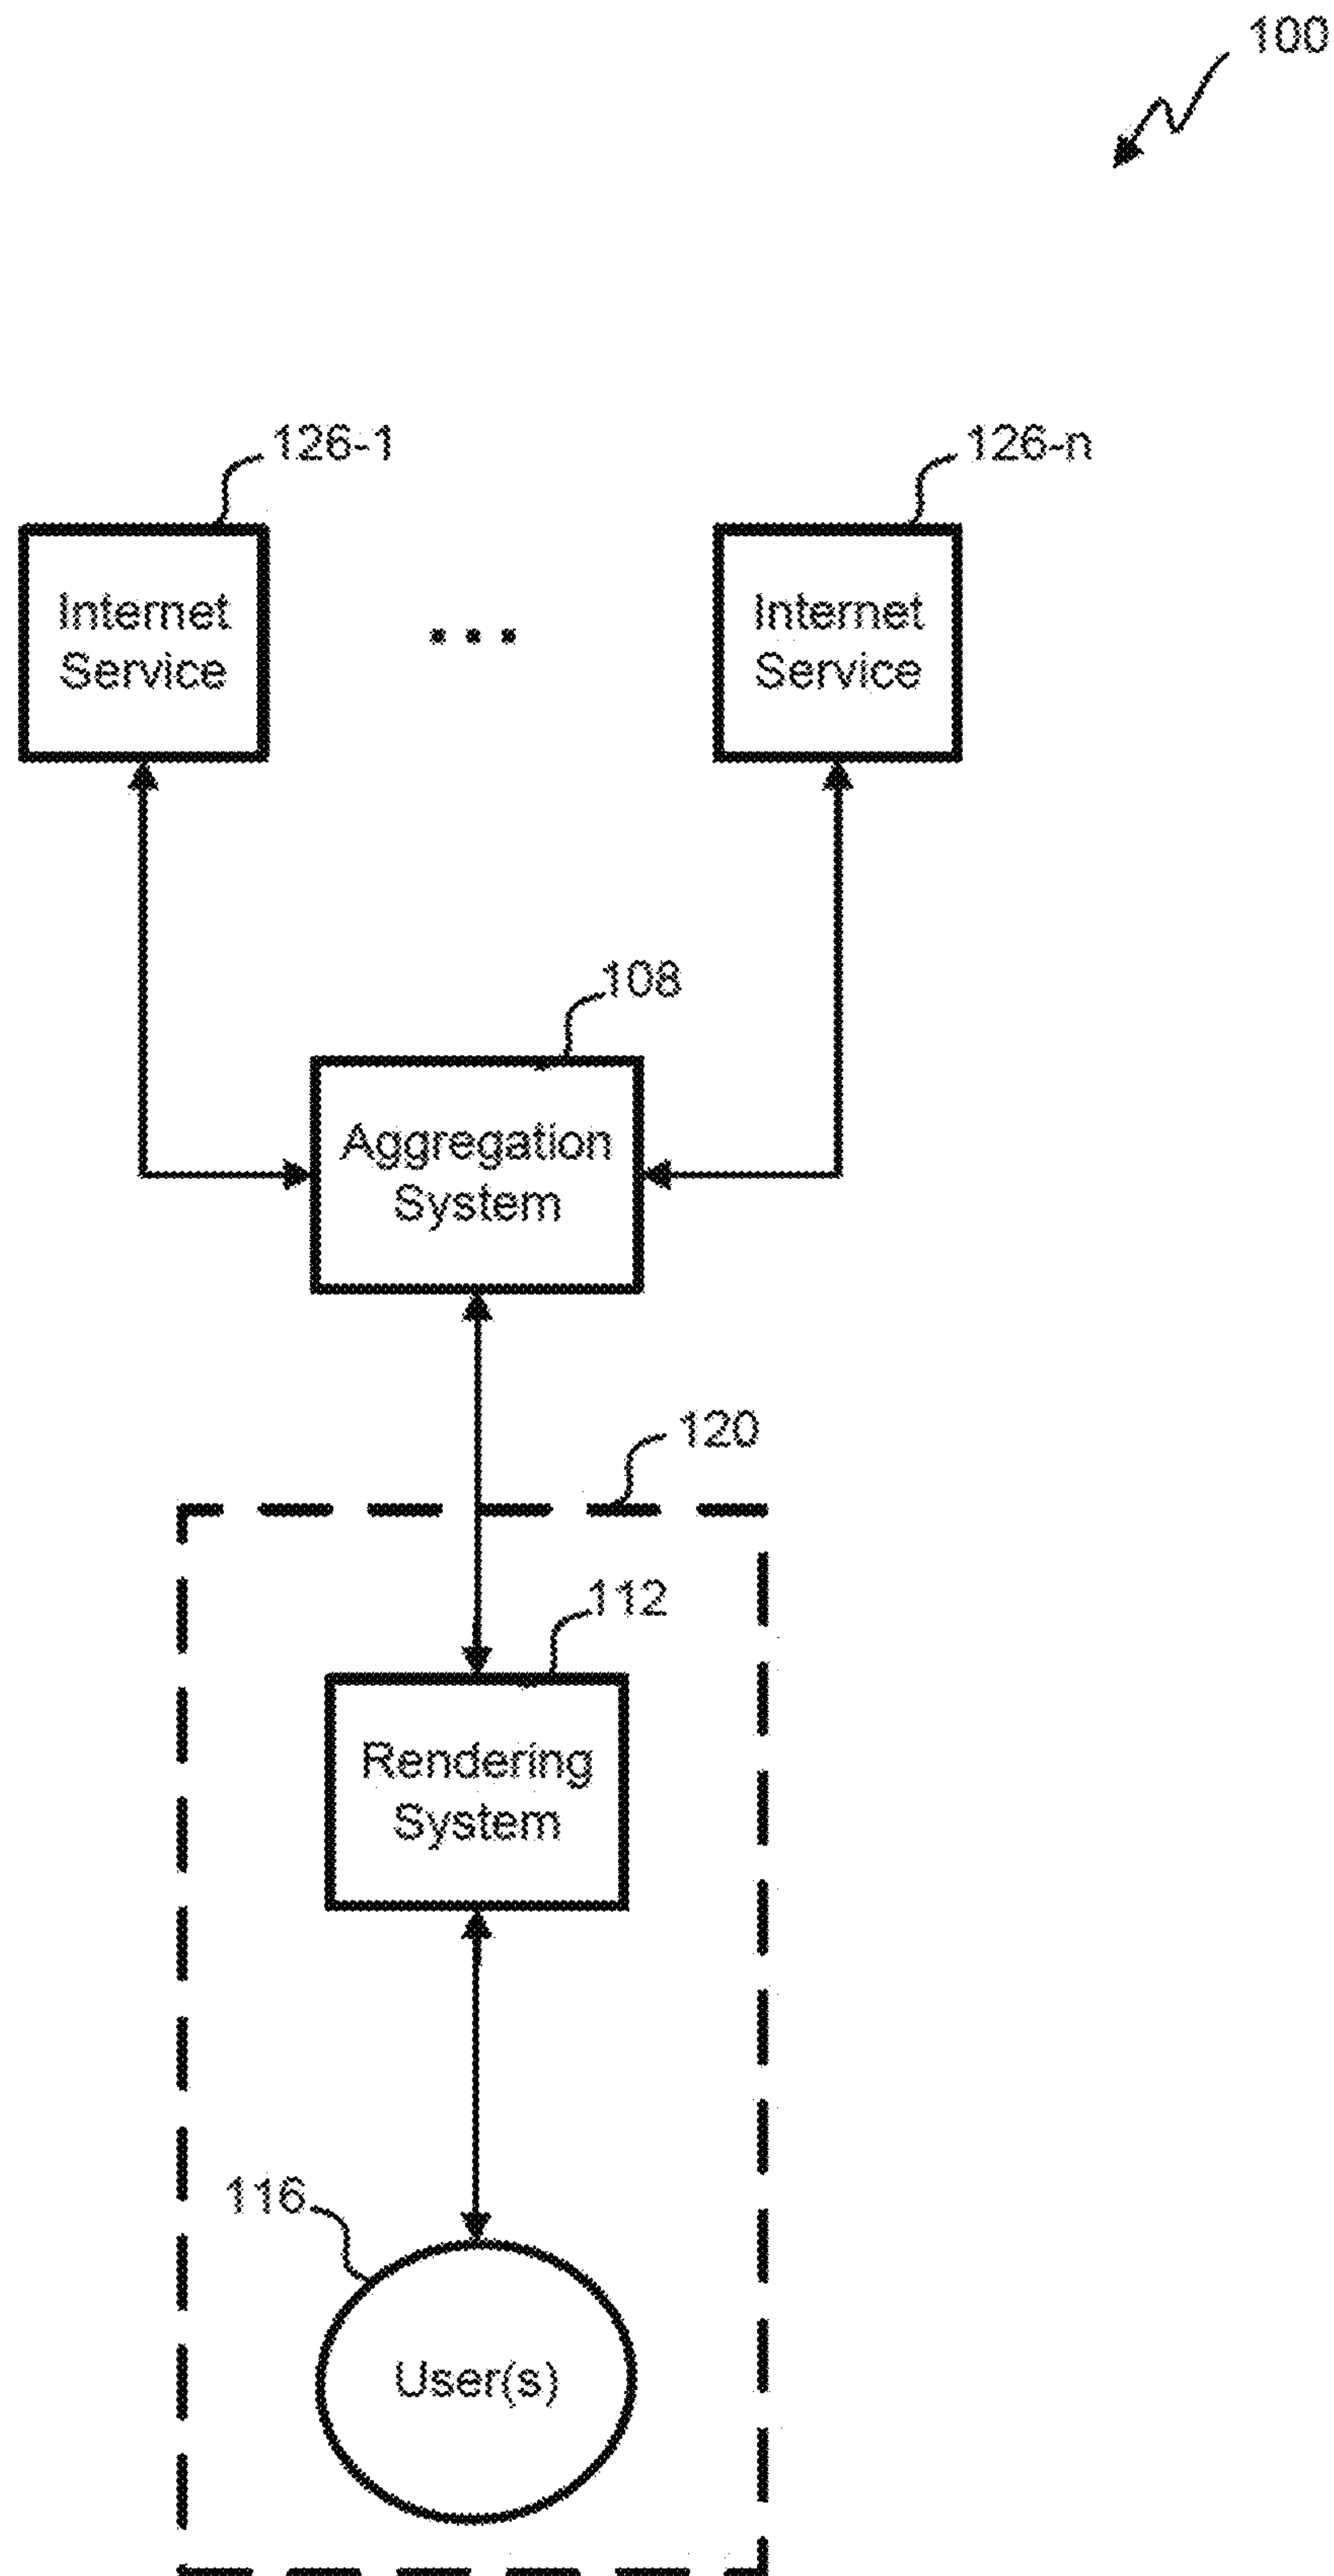 100
126-1
126-n
Internet
Service
...
Internet
Service
108
Aggregation
System
120
112
Rendering
System
116
User(s)